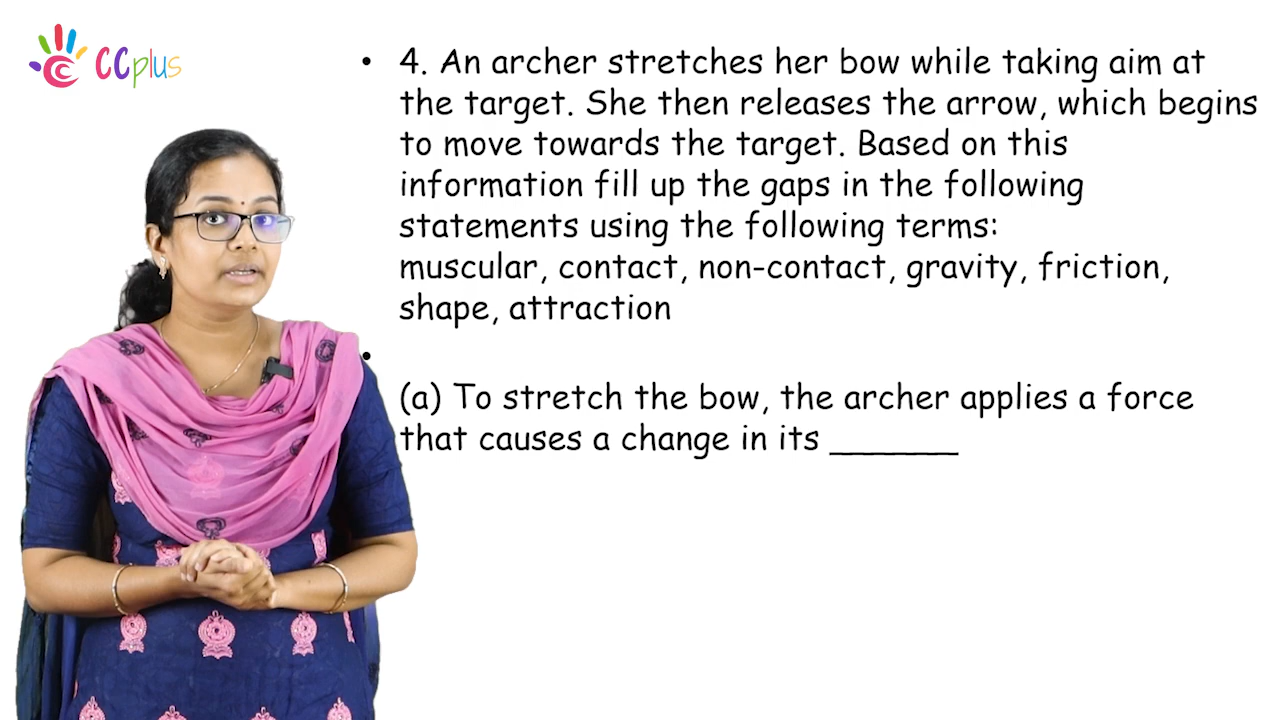 CCplus
• 4. An archer stretches her bow while taking aim at
the target. She then releases the arrow, which begins
to move towards the target. Based on this
information fill up the gaps in the following
statements using the following terms:
muscular, contact, non-contact, gravity, friction,
shape, attraction
•
(a) To stretch the bow, the archer applies a force
that causes a change in its _______